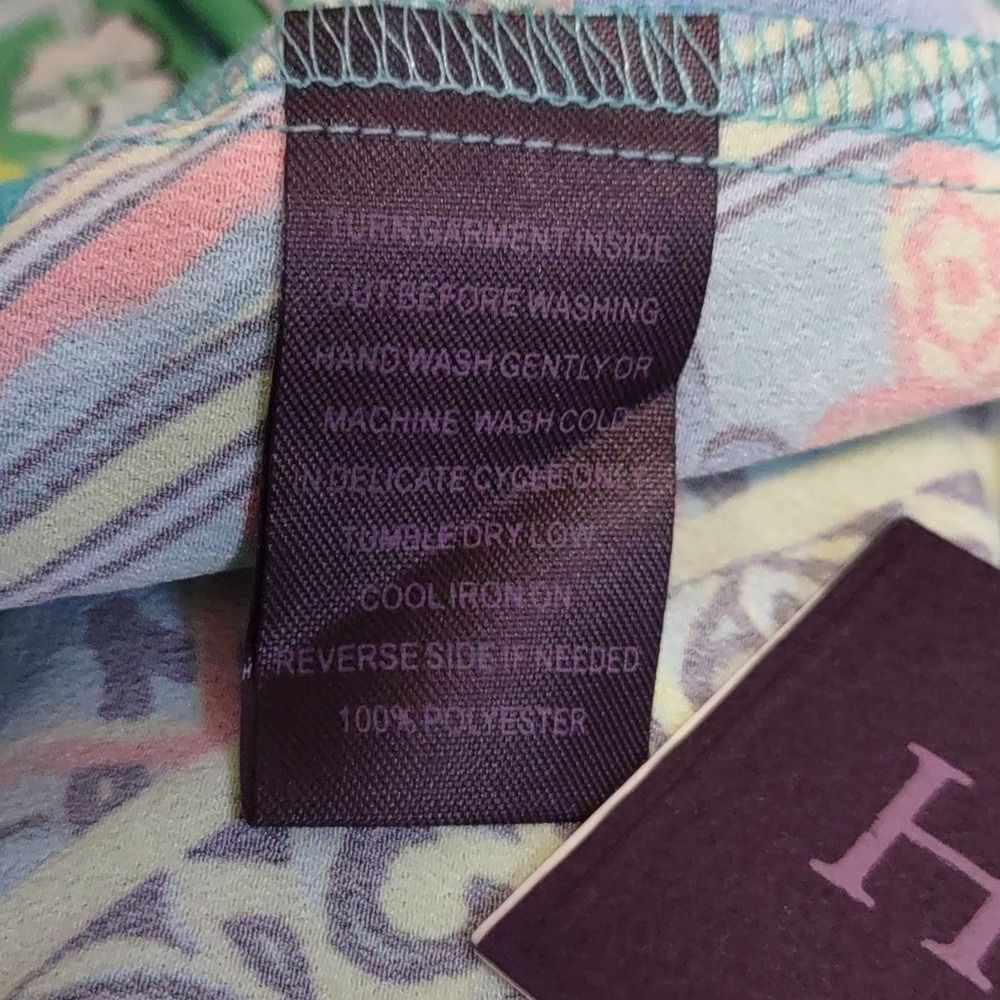 TURN GARMENT INSIDE
OUT BEFORE WASHING
HAND WASH GENTLY OR
MACHINE WASH COLD
IN DELICATE CYCLE ONLY
TUMBLE DRY LOW
COOL IRON ON
REVERSE SIDE IF NEEDED
100% POLYESTER
H